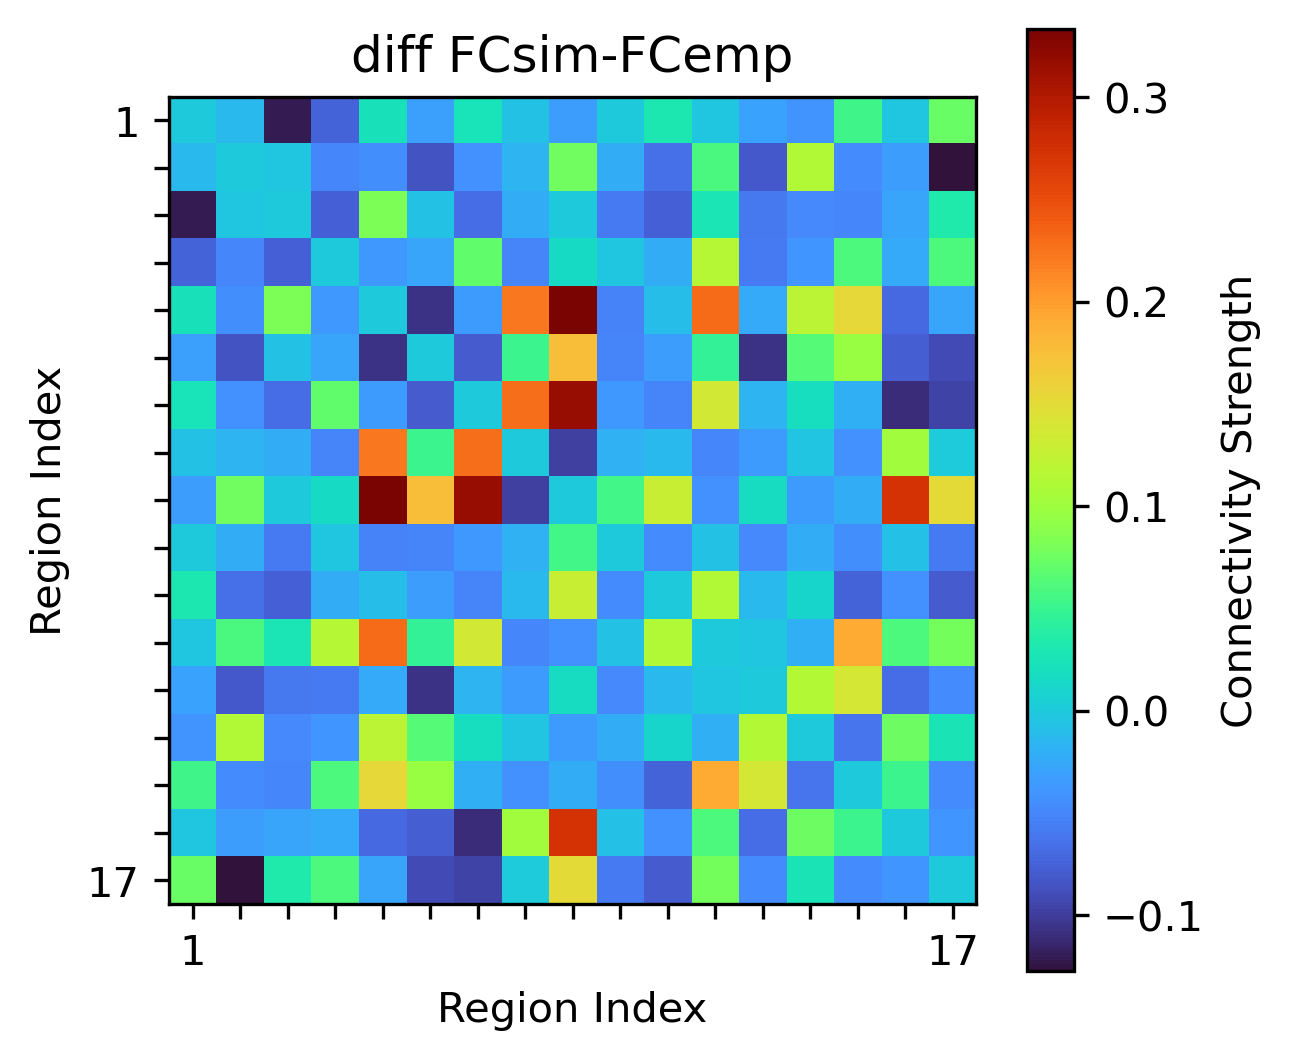 diff FCsim-FCemp
1
17
Region Index
1
17
Region Index
0.3
0.2
0.1
0.0
−0.1
Connectivity Strength